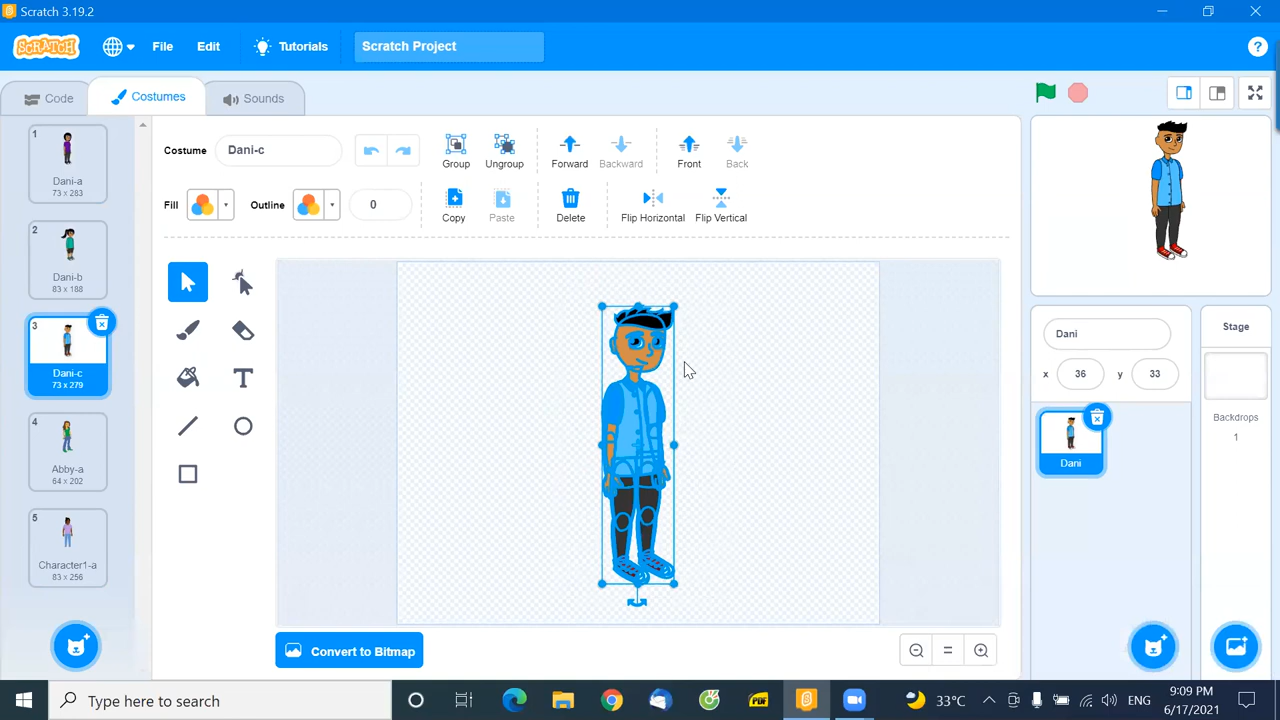 Scratch 3.19.2
SCRATCH File Edit Tutorials Scratch Project ?
Code Costumes Sounds
1
Dani-a
73 x 283
2
Dani-b
83 x 188
3
Dani-c
73 x 279
4
Abby-a
64 x 202
5
Character1-a
83 x 256
Costume Dani-c Group Ungroup Forward Backward Front Back
Fill Outline 0 Copy Paste Delete Flip Horizontal Flip Vertical
T
Convert to Bitmap
Dani
x 36 y 33
Dani
Stage
Backdrops
1
Type here to search
PDF
33°C
ENG
9:09 PM
6/17/2021